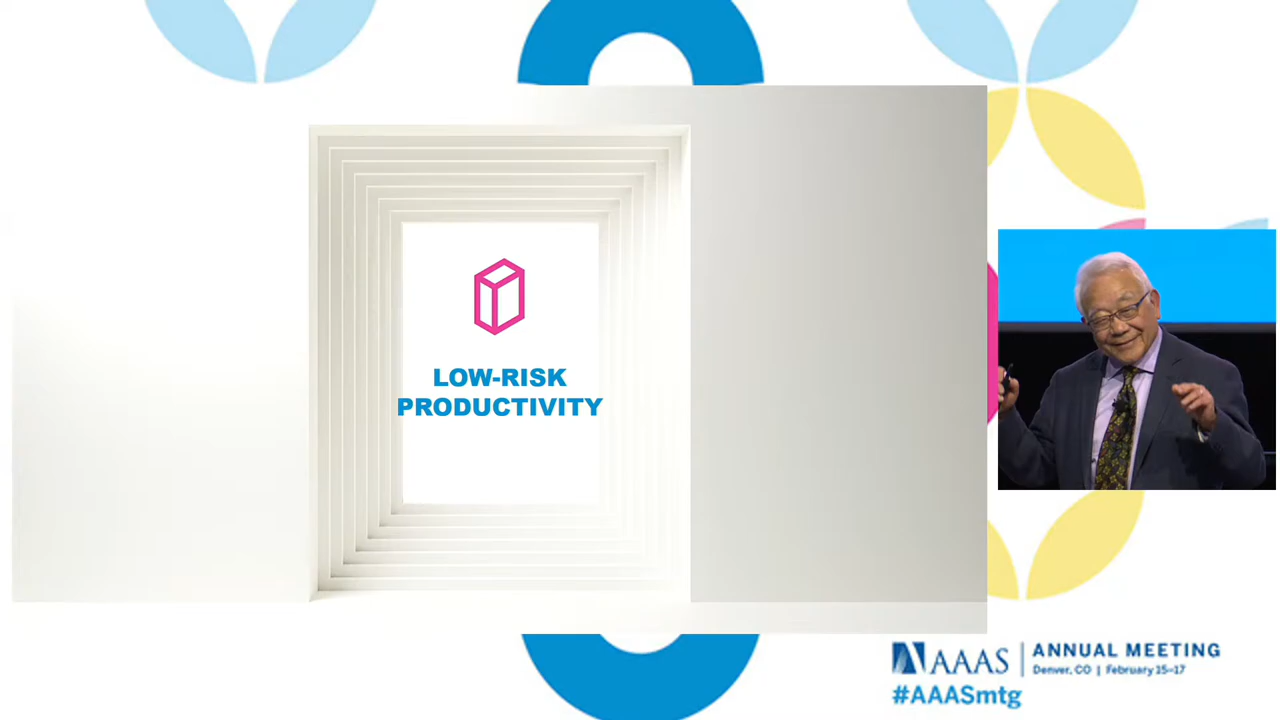 LOW-RISK
PRODUCTIVITY
AAAS
ANNUAL MEETING
Denver, CO | February 15–17
#AAASmtg